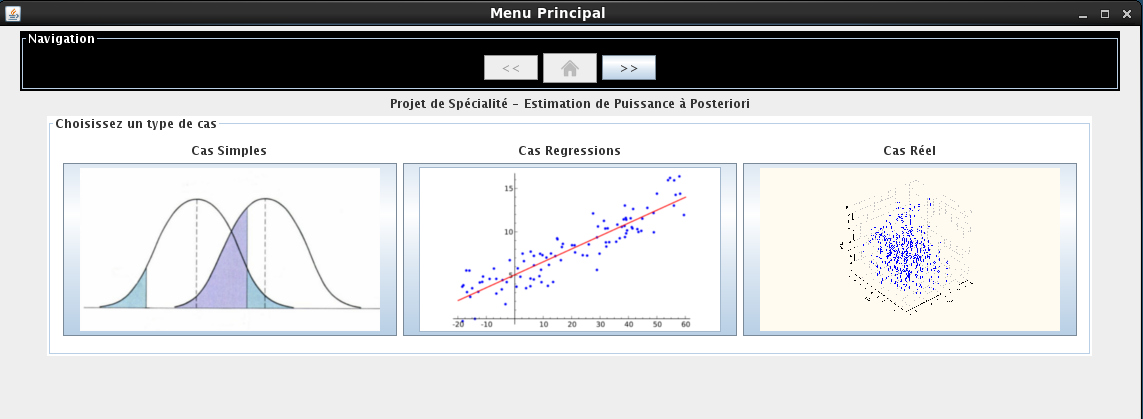 Menu Principal
Navigation
<< >>
Projet de Spécialité - Estimation de Puissance à Posteriori
Choisissez un type de cas
Cas Simples Cas Regressions Cas Réel
15
10
5
-20 -10 0 10 20 30 40 50 60